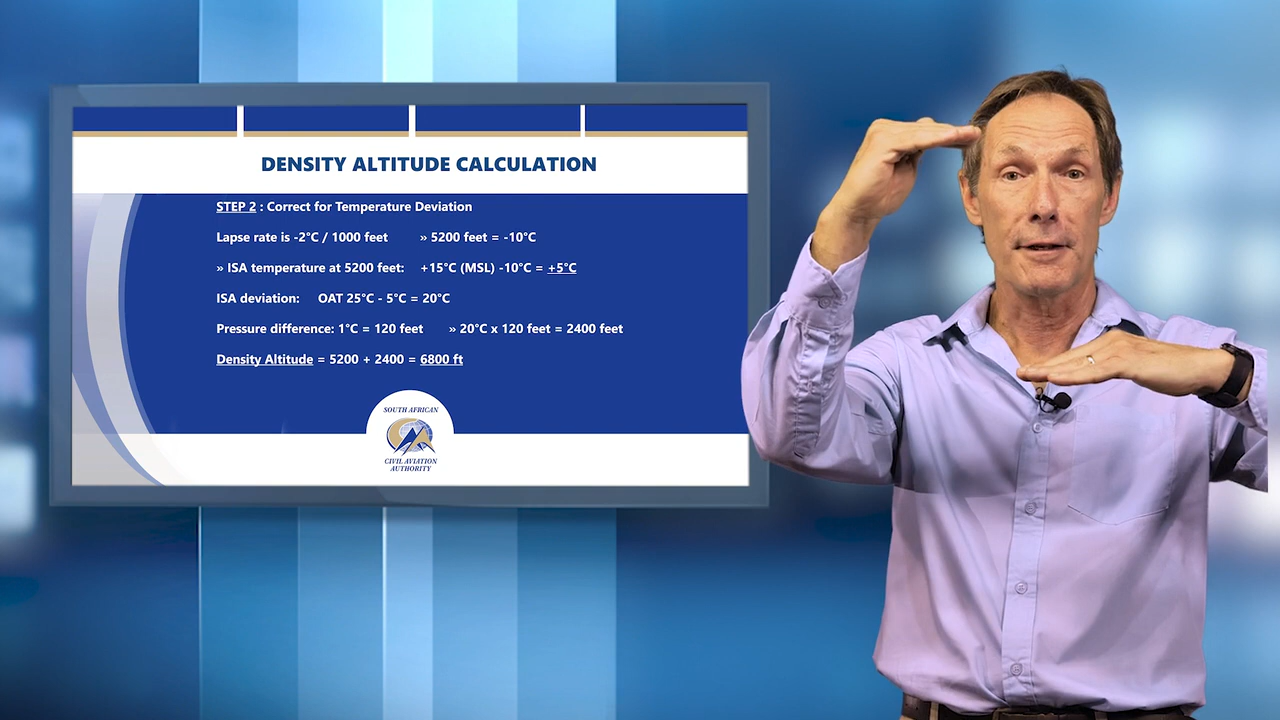 DENSITY ALTITUDE CALCULATION
STEP 2 : Correct for Temperature Deviation
Lapse rate is -2°C / 1000 feet » 5200 feet = -10°C
» ISA temperature at 5200 feet: +15°C (MSL) -10°C = +5°C
ISA deviation: OAT 25°C - 5°C = 20°C
Pressure difference: 1°C = 120 feet » 20°C x 120 feet = 2400 feet
Density Altitude = 5200 + 2400 = 6800 ft
SOUTH AFRICAN
CIVIL AVIATION
AUTHORITY